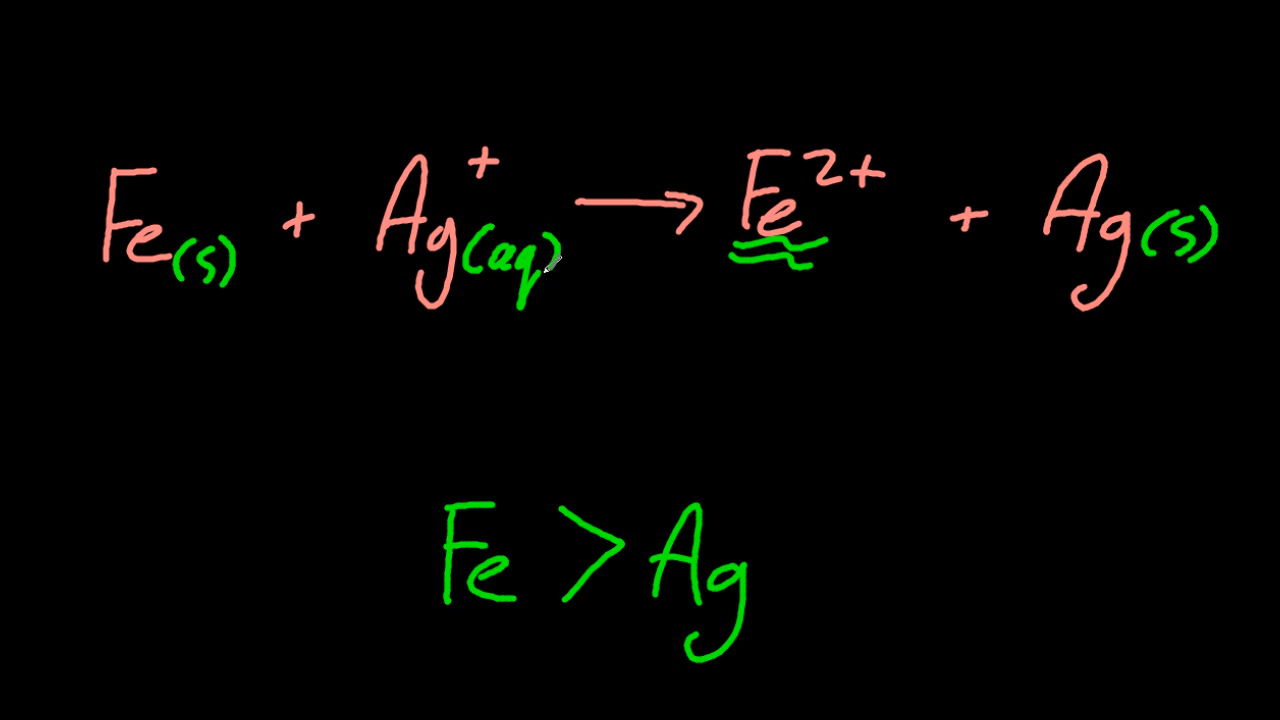 Fe(s) + Ag⁺(aq) → Fe²⁺ + Ag(s)
Fe > Ag